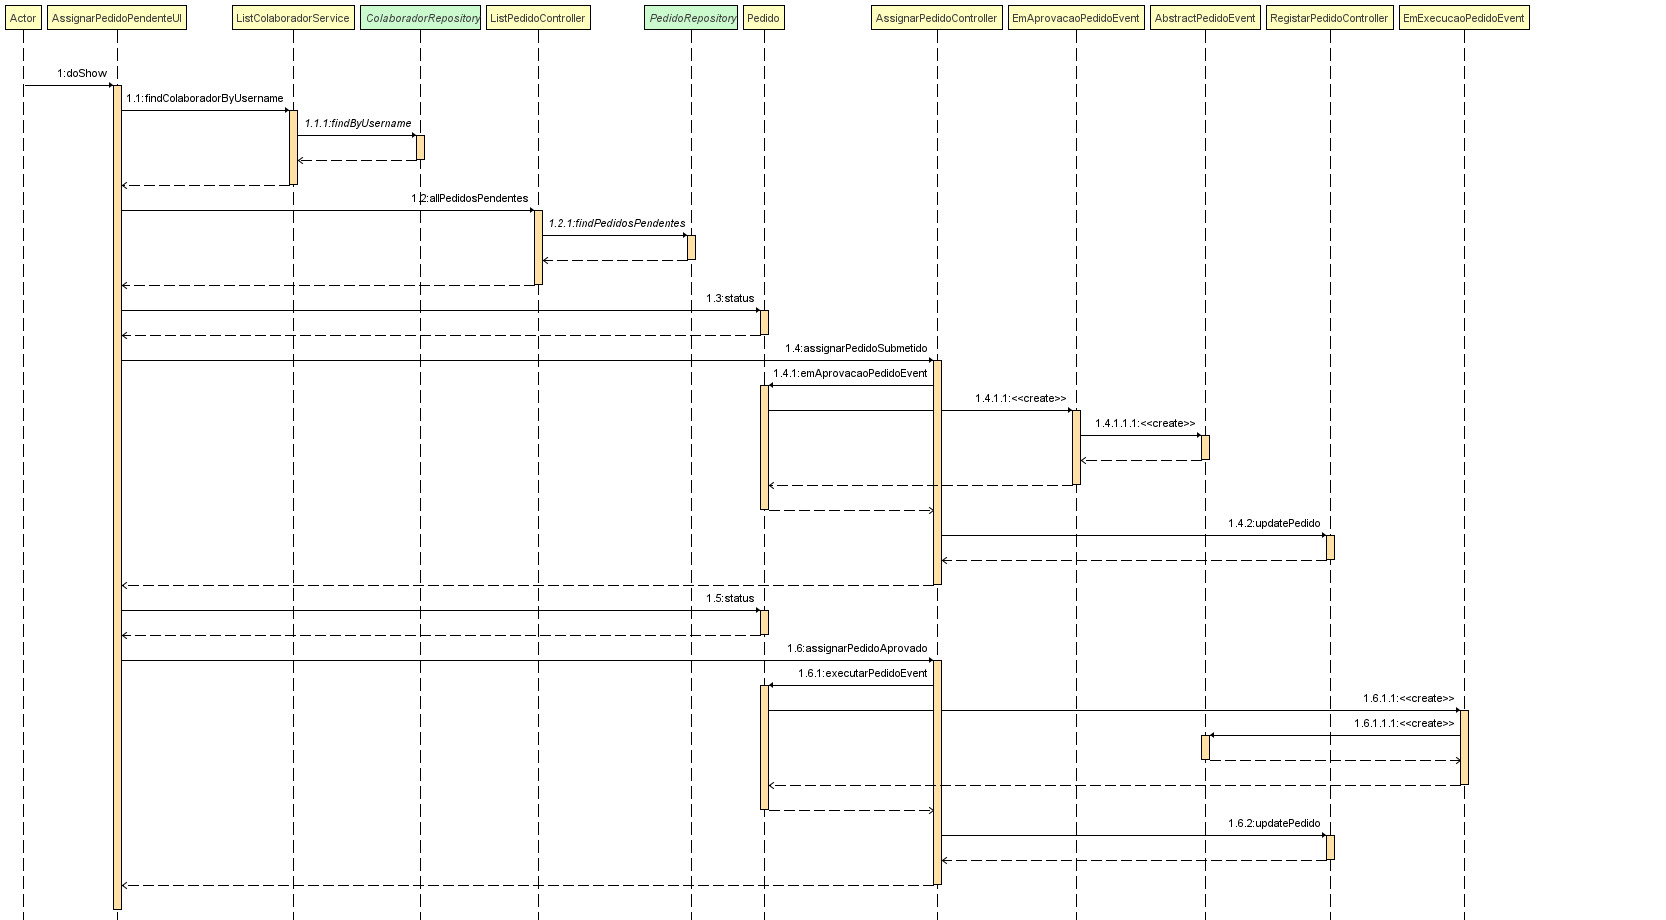 Actor
AssignarPedidoPendenteUI
ListColaboradorService
ColaboradorRepository
ListPedidoController
PedidoRepository
Pedido
AssignarPedidoController
EmAprovacaoPedidoEvent
AbstractPedidoEvent
RegistarPedidoController
EmExecucaoPedidoEvent
1:doShow
1.1:findColaboradorByUsername
1.1.1:findByUsername
1.2:allPedidosPendentes
1.2.1:findPedidosPendentes
1.3:status
1.4:assignarPedidoSubmetido
1.4.1:emAprovacaoPedidoEvent
1.4.1.1:<<create>>
1.4.1.1.1:<<create>>
1.4.2:updatePedido
1.5:status
1.6:assignarPedidoAprovado
1.6.1:executarPedidoEvent
1.6.1.1:<<create>>
1.6.1.1.1:<<create>>
1.6.2:updatePedido